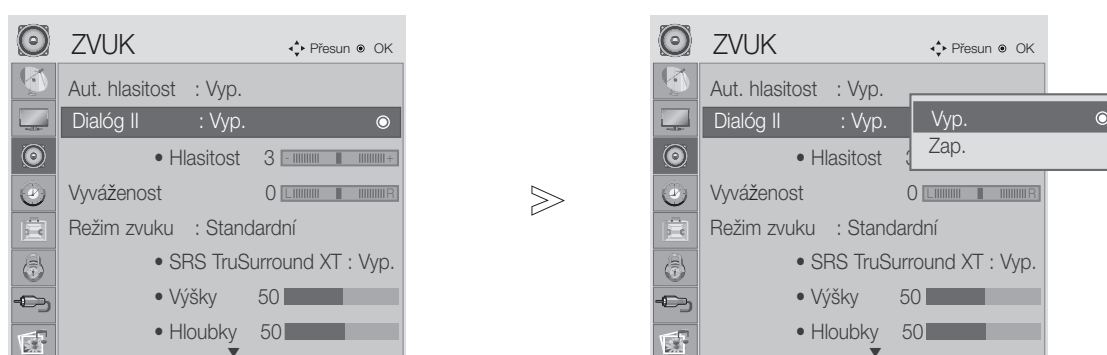 ZVUK
Přesun OK
Aut. hlasitost : Vyp.
Dialóg II : Vyp.
• Hlasitost 3 - +
Vyváženost 0 L R
Režim zvuku : Standardní
• SRS TruSurround XT : Vyp.
• Výšky 50
• Hloubky 50
ZVUK
Přesun OK
Aut. hlasitost : Vyp.
Dialóg II : Vyp.
Vyp.
Zap.
• Hlasitost
Vyváženost 0 L R
Režim zvuku : Standardní
• SRS TruSurround XT : Vyp.
• Výšky 50
• Hloubky 50